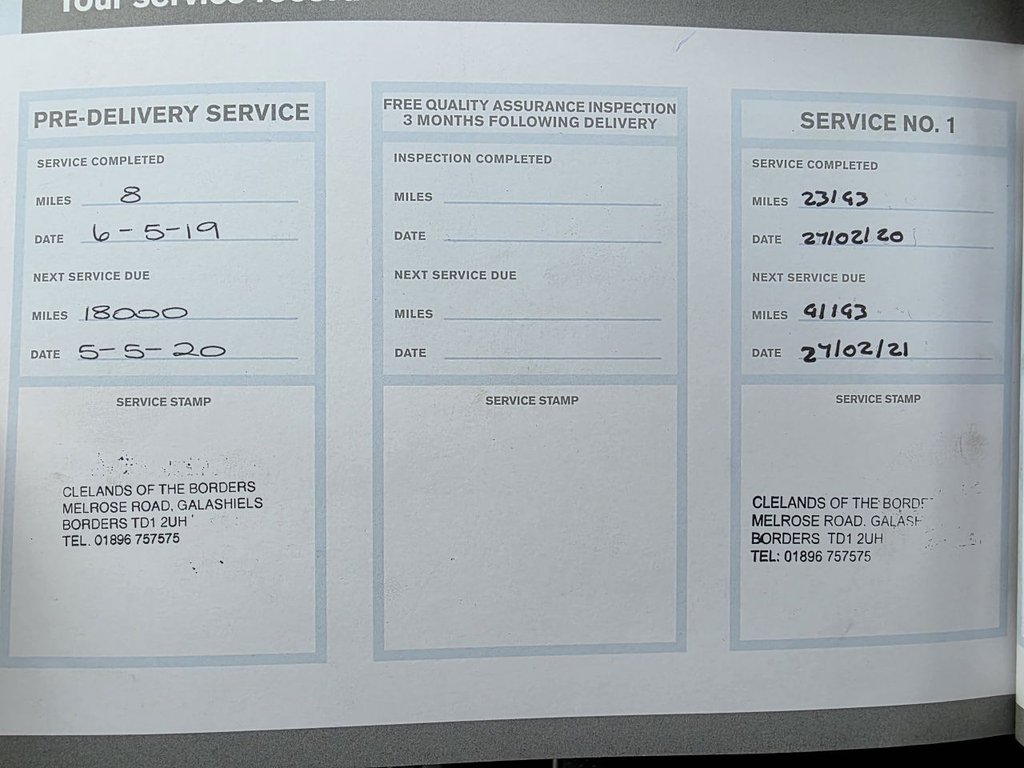 Your service
PRE-DELIVERY SERVICE
SERVICE COMPLETED
MILES 8
DATE 6-5-19
NEXT SERVICE DUE
MILES 18000
DATE 5-5-20
SERVICE STAMP
CLELANDS OF THE BORDERS
MELROSE ROAD, GALASHIELS
BORDERS TD1 2UH
TEL. 01896 757575
FREE QUALITY ASSURANCE INSPECTION
3 MONTHS FOLLOWING DELIVERY
INSPECTION COMPLETED
MILES
DATE
NEXT SERVICE DUE
MILES
DATE
SERVICE STAMP
SERVICE NO. 1
SERVICE COMPLETED
MILES 23193
DATE 27/02/20
NEXT SERVICE DUE
MILES 41193
DATE 27/02/21
SERVICE STAMP
CLELANDS OF THE BORDE
MELROSE ROAD. GALASH
BORDERS TD1 2UH
TEL: 01896 757575